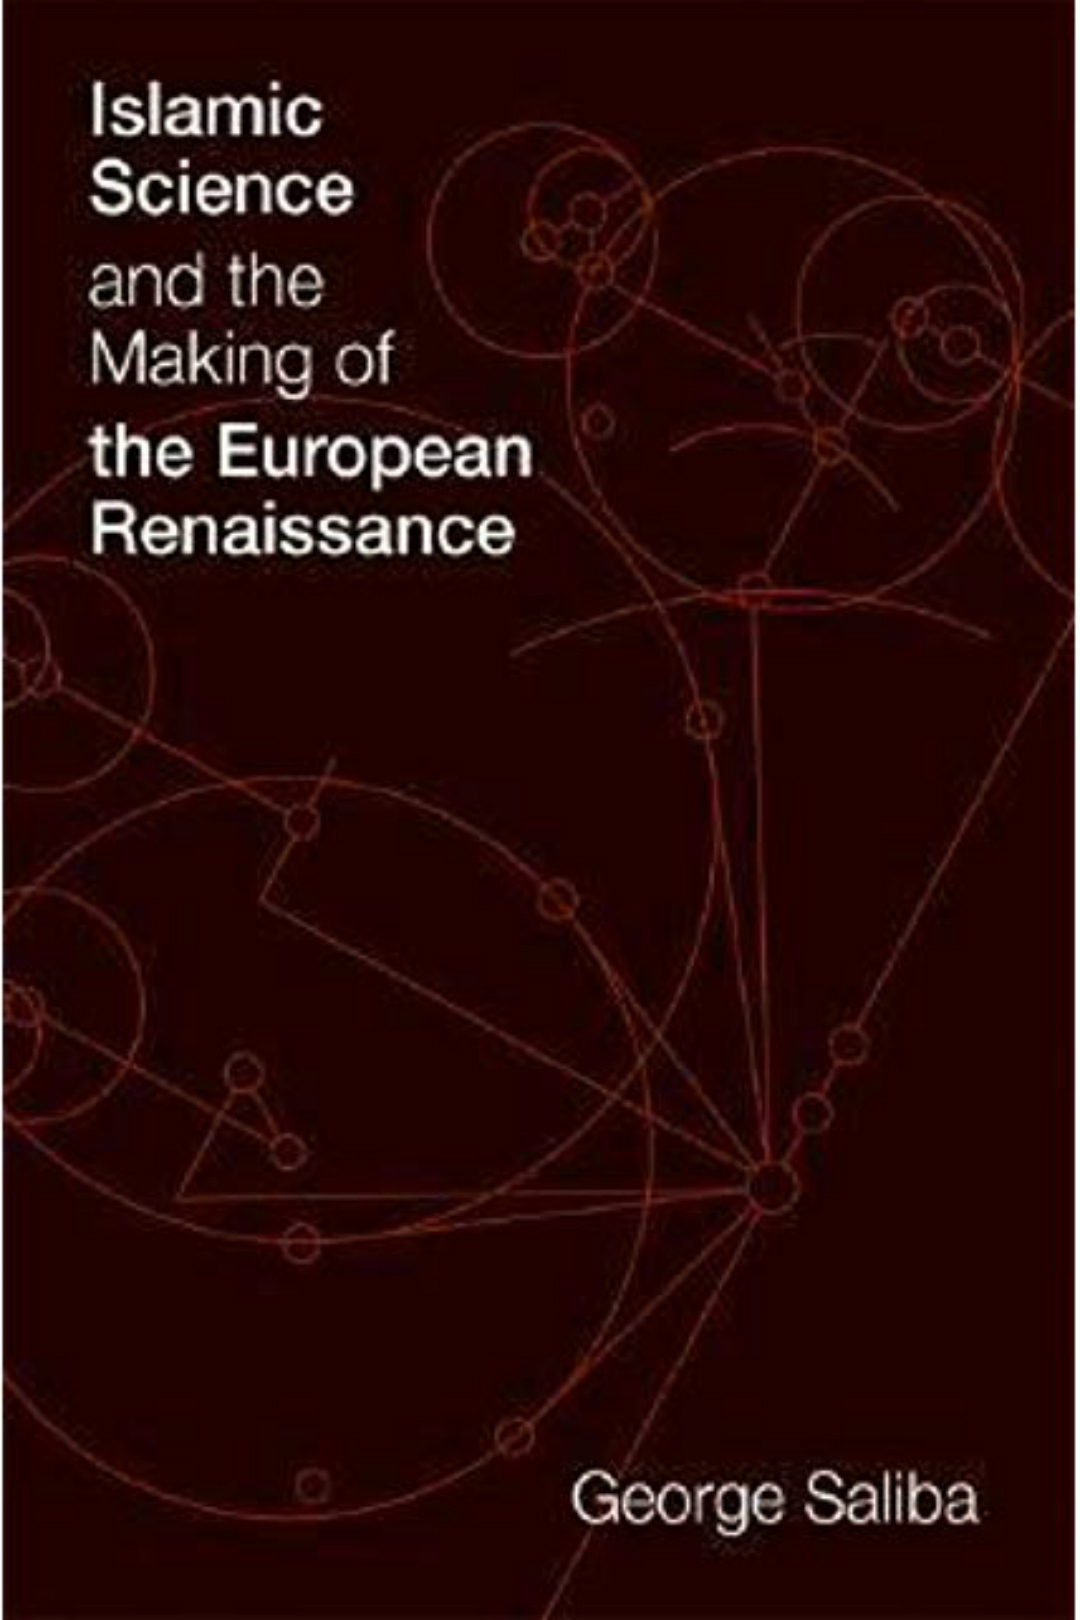 Islamic
Science
and the
Making of
the European
Renaissance
George Saliba